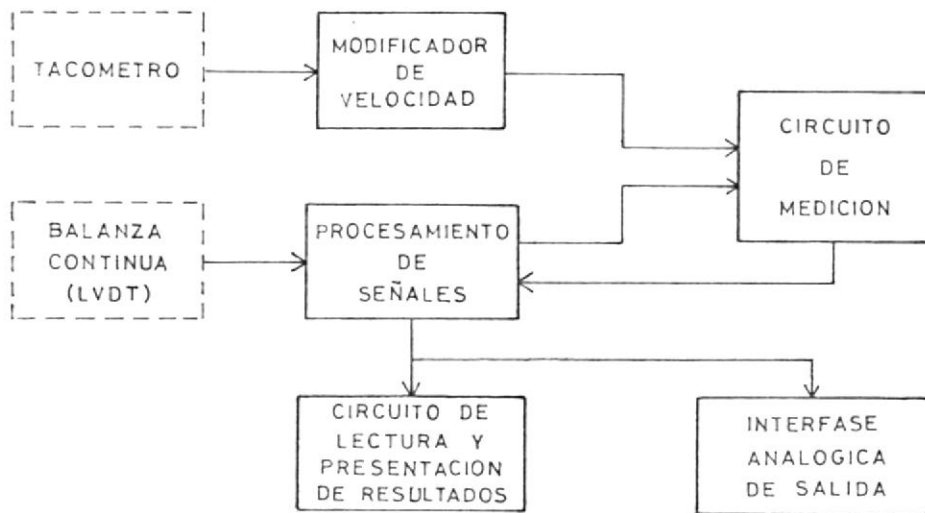 TACOMETRO
MODIFICADOR
DE
VELOCIDAD
CIRCUITO
DE
MEDICION
BALANZA
CONTINUA
(LVDT)
PROCESAMIENTO
DE
SEÑALES
CIRCUITO DE
LECTURA Y
PRESENTACION
DE RESULTADOS
INTERFASE
ANALOGICA
DE SALIDA